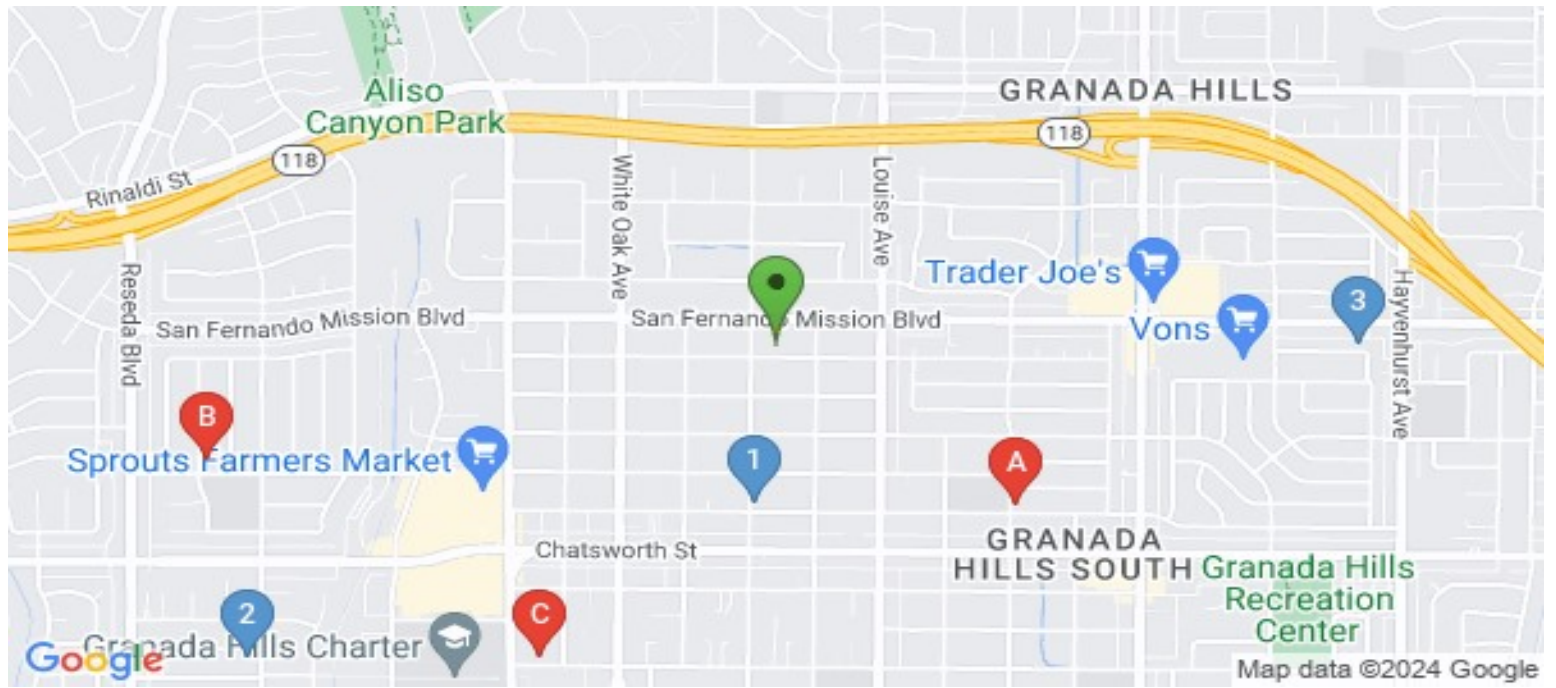 Aliso
Canyon Park
GRANADA HILLS
118
118
Rinaldi St
White Oak Ave
Louise Ave
Reseda Blvd
Hayvenhurst Ave
Trader Joe's
3
San Fernando Mission Blvd
San Fernando Mission Blvd
Vons
B
Sprouts Farmers Market
1
A
Chatsworth St
GRANADA
HILLS SOUTH
Granada Hills
Recreation
Center
2
C
Granada Hills Charter
Google
Map data ©2024 Google